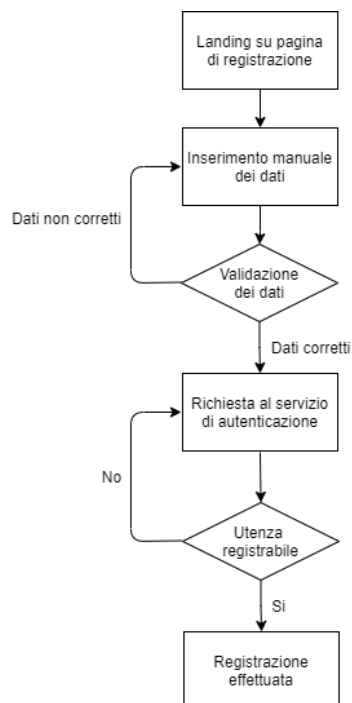 Landing su pagina
di registrazione
Inserimento manuale
dei dati
Dati non corretti
Validazione
dei dati
Dati corretti
Richiesta al servizio
di autenticazione
No
Utenza
registrabile
Si
Registrazione
effettuata